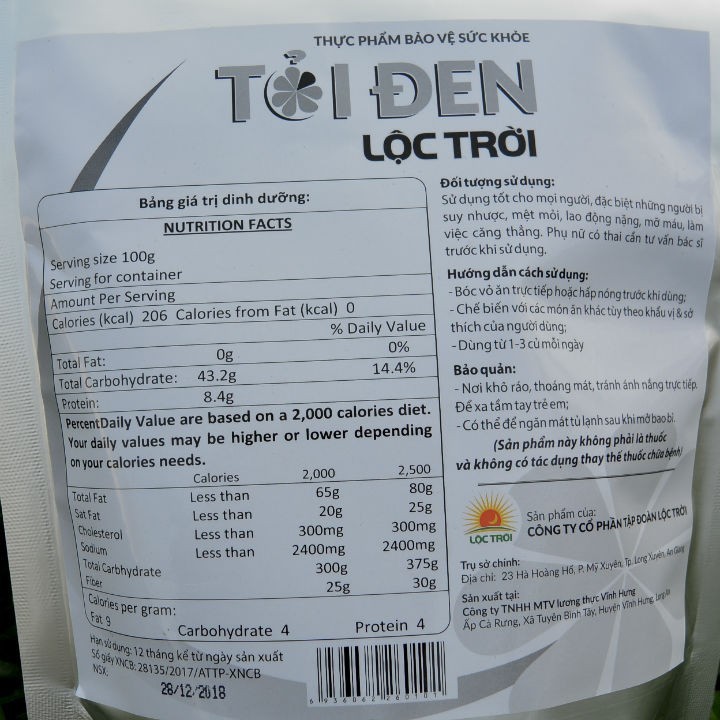 THỰC PHẨM BẢO VỆ SỨC KHỎE
TỎI ĐEN
LỘC TRỜI
Bảng giá trị dinh dưỡng:
NUTRITION FACTS
Serving size 100g
Serving for container
Amount Per Serving
Calories (kcal) 206 Calories from Fat (kcal) 0
% Daily Value
Total Fat: 0g 0%
Total Carbohydrate: 43.2g 14.4%
Protein: 8.4g
PercentDaily Value are based on a 2,000 calories diet.
Your daily values may be higher or lower depending
on your calories needs.
Calories 2,000 2,500
Total Fat Less than 65g 80g
Sat Fat Less than 20g 25g
Cholesterol Less than 300mg 300mg
Sodium Less than 2400mg 2400mg
Total Carbhydrate 300g 375g
Fiber 25g 30g
Calories per gram:
Fat 9 Carbohydrate 4 Protein 4
Hạn sử dụng: 12 tháng kể từ ngày sản xuất
Số giấy XNCB: 28135/2017/ATTP-XNCB
NSX:
28/12/2018
Đối tượng sử dụng:
Sử dụng tốt cho mọi người, đặc biệt những người bị
suy nhược, mệt mỏi, lao động nặng, mỡ máu, làm
việc căng thẳng. Phụ nữ có thai cần tư vấn bác sĩ
trước khi sử dụng.
Hướng dẫn cách sử dụng:
- Bóc vỏ ăn trực tiếp hoặc hấp nóng trước khi dùng;
- Chế biến với các món ăn khác tùy theo khẩu vị & sở
thích của người dùng;
- Dùng từ 1-3 củ mỗi ngày
Bảo quản:
- Nơi khô ráo, thoáng mát, tránh ánh nắng trực tiếp.
Để xa tầm tay trẻ em;
- Có thể để ngăn mát tủ lạnh sau khi mở bao bì.
(Sản phẩm này không phải là thuốc
và không có tác dụng thay thế thuốc chữa bệnh)
LỘC TRỜI
Sản phẩm của:
CÔNG TY CỔ PHẦN TẬP ĐOÀN LỘC TRỜI
Trụ sở chính:
Địa chỉ: 23 Hà Hoàng Hổ, P. Mỹ Xuyên, Tp. Long Xuyên, An Giang
Sản xuất tại:
Công ty TNHH MTV lương thực Vĩnh Hưng
Ấp Cà Rưng, Xã Tuyên Bình Tây, Huyện Vĩnh Hưng, Long An
6 936062 260101